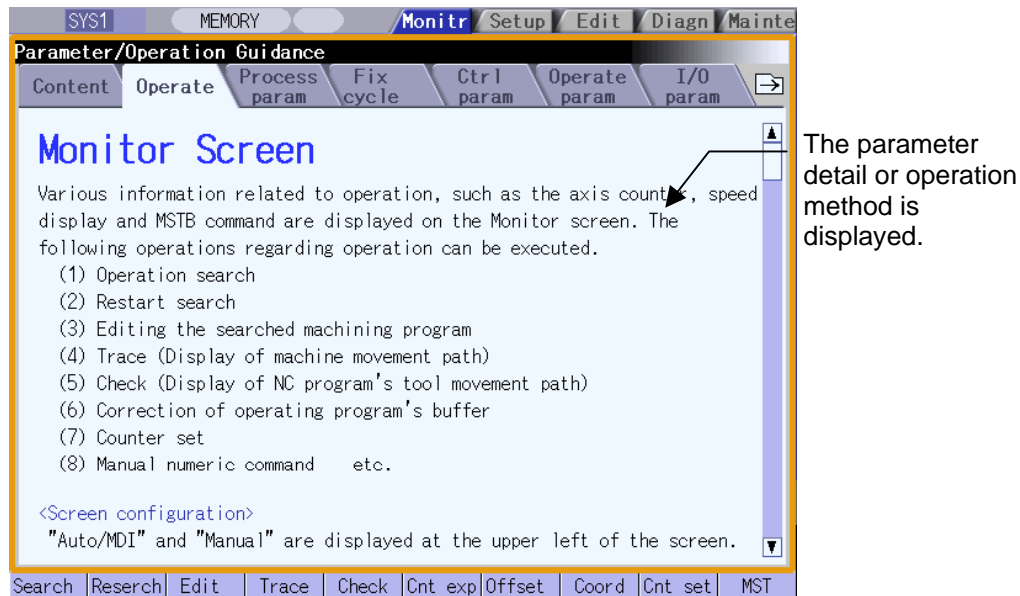 SYS1 MEMORY Monitr Setup Edit Diagn Mainte
Parameter/Operation Guidance
Content Operate Process param Fix cycle Ctrl param Operate param I/O param
Monitor Screen
Various information related to operation, such as the axis counter, speed
display and MSTB command are displayed on the Monitor screen. The
following operations regarding operation can be executed.
(1) Operation search
(2) Restart search
(3) Editing the searched machining program
(4) Trace (Display of machine movement path)
(5) Check (Display of NC program's tool movement path)
(6) Correction of operating program's buffer
(7) Counter set
(8) Manual numeric command etc.
<Screen configuration>
"Auto/MDI" and "Manual" are displayed at the upper left of the screen.
Search Reserch Edit Trace Check Cnt exp Offset Coord Cnt set MST
The parameter
detail or operation
method is
displayed.